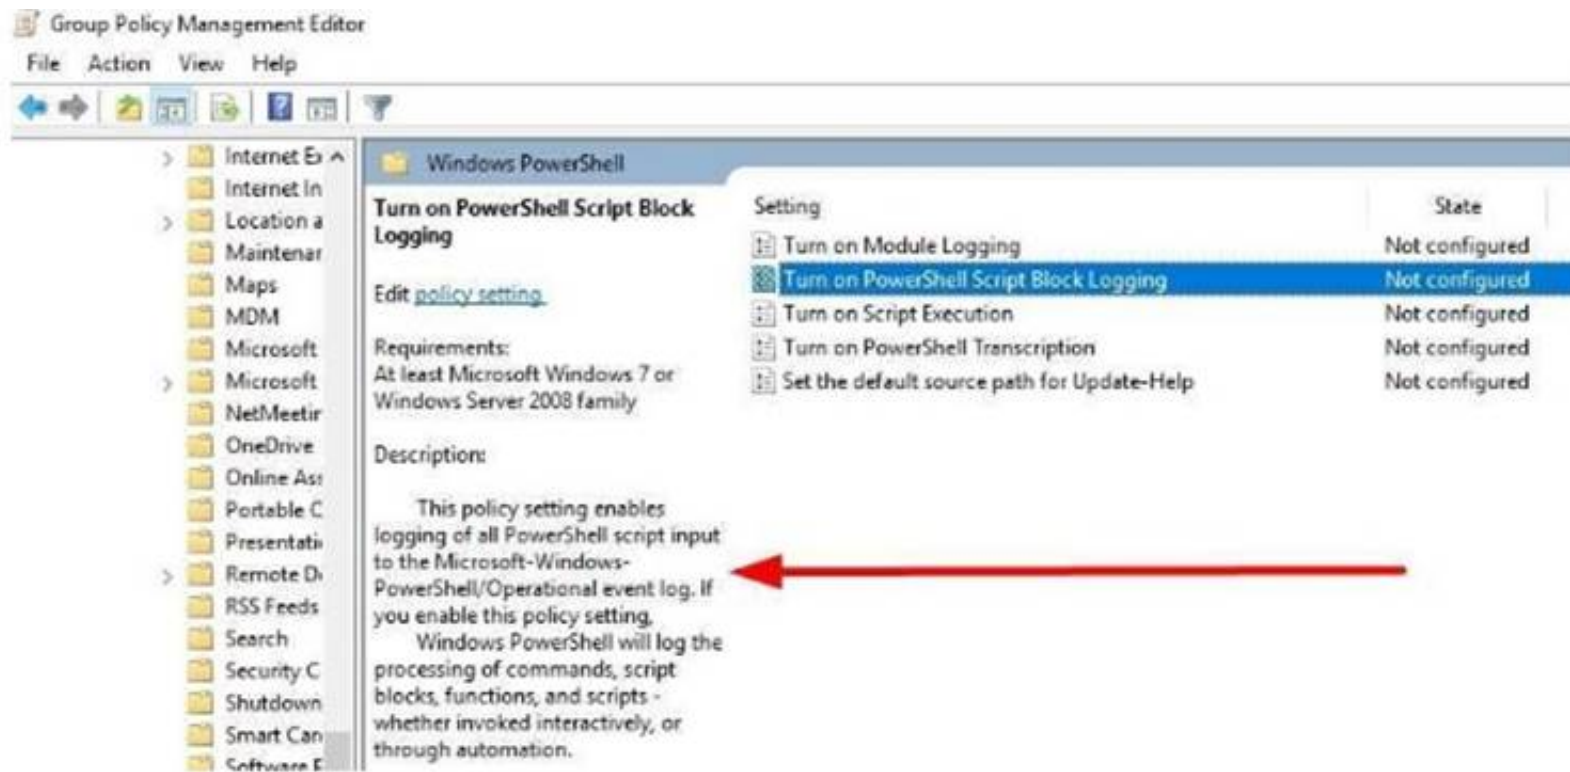 Group Policy Management Editor
File Action View Help
Internet Ex
Internet In
Location a
Maintenar
Maps
MDM
Microsoft
Microsoft
NetMeetir
OneDrive
Online Ass
Portable C
Presentati
Remote D
RSS Feeds
Search
Security C
Shutdown
Smart Car
Software F
Windows PowerShell
Turn on PowerShell Script Block
Logging
Edit policy setting
Requirements:
At least Microsoft Windows 7 or
Windows Server 2008 family
Description:
This policy setting enables
logging of all PowerShell script input
to the Microsoft-Windows-
PowerShell/Operational event log. If
you enable this policy setting,
Windows PowerShell will log the
processing of commands, script
blocks, functions, and scripts -
whether invoked interactively, or
through automation.
Setting State
Turn on Module Logging Not configured
Turn on PowerShell Script Block Logging Not configured
Turn on Script Execution Not configured
Turn on PowerShell Transcription Not configured
Set the default source path for Update-Help Not configured